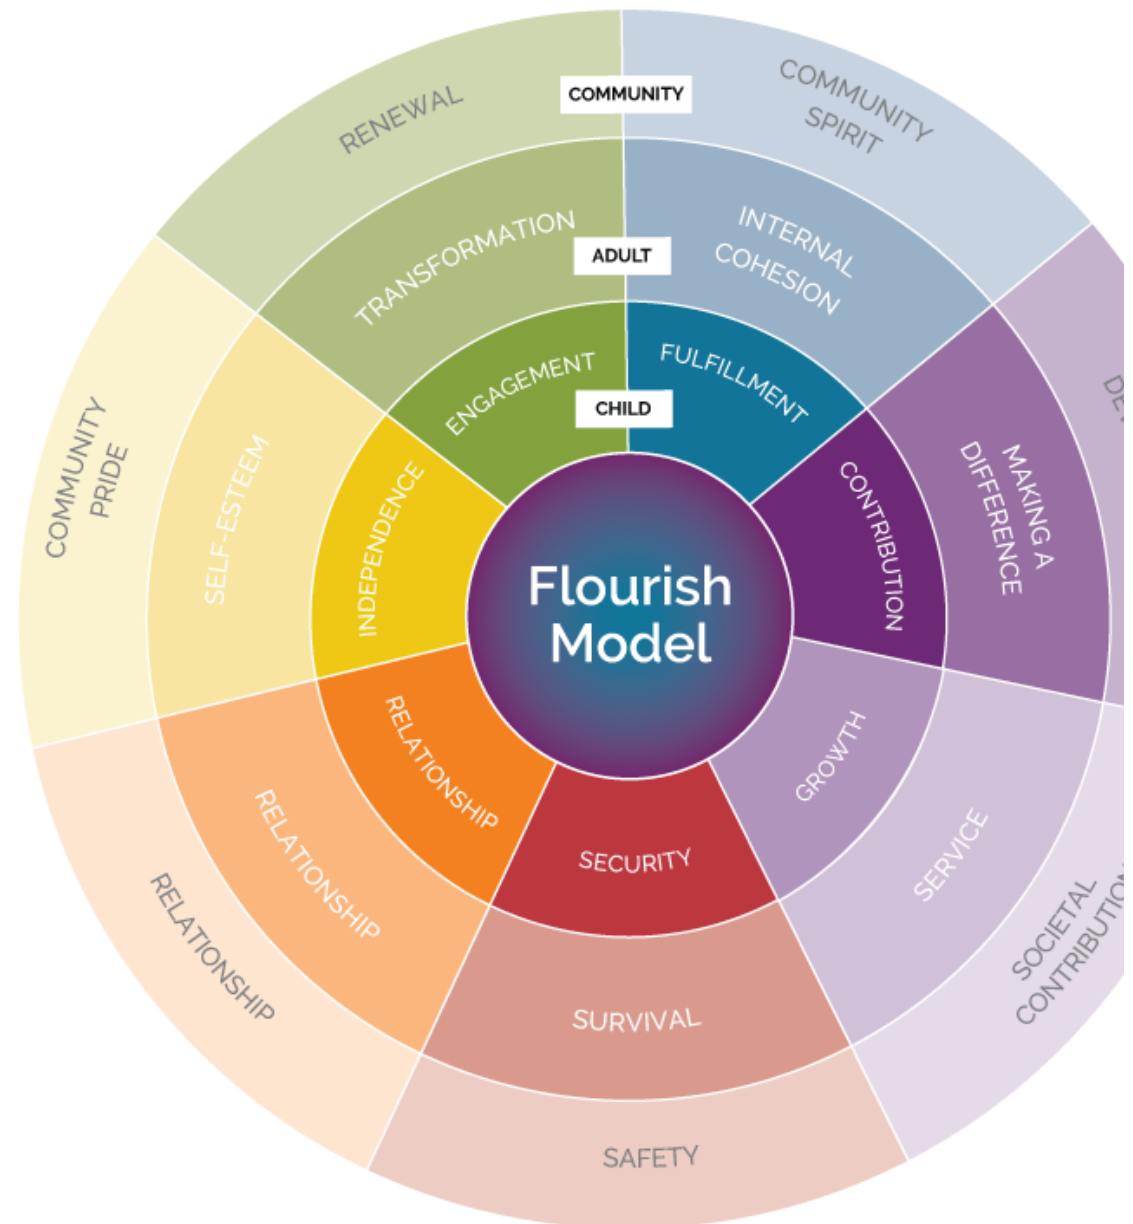 COMMUNITY
ADULT
CHILD
Flourish
Model
RENEWAL
COMMUNITY
SPIRIT
TRANSFORMATION
INTERNAL
COHESION
ENGAGEMENT
FULFILLMENT
COMMUNITY
PRIDE
SELF-ESTEEM
INDEPENDENCE
CONTRIBUTION
MAKING A
DIFFERENCE
RELATIONSHIP
RELATIONSHIP
RELATIONSHIP
GROWTH
SERVICE
SOCIETAL
CONTRIBUTION
SECURITY
SURVIVAL
SAFETY